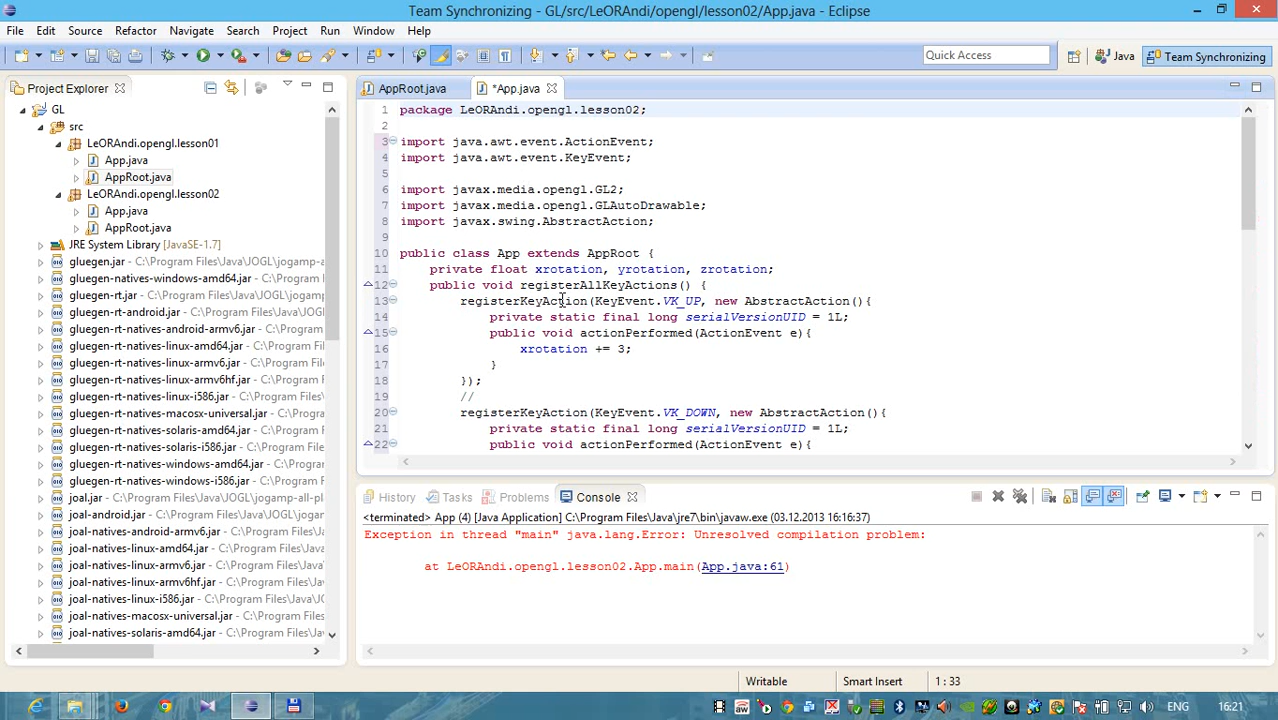 Team Synchronizing - GL/src/LeORAndi/opengl/lesson02/App.java - Eclipse
File Edit Source Refactor Navigate Search Project Run Window Help
Quick Access
Java
Team Synchronizing
Project Explorer
GL
src
LeORAndi.opengl.lesson01
App.java
AppRoot.java
LeORAndi.opengl.lesson02
App.java
AppRoot.java
JRE System Library [JavaSE-1.7]
gluegen.jar - C:\Program Files\Java\JOGL\jogamp-al
gluegen-natives-windows-amd64.jar - C:\Program F
gluegen-rt.jar - C:\Program Files\Java\JOGL\jogamp
gluegen-rt-android.jar - C:\Program Files\Java\JOGL
gluegen-rt-natives-android-armv6.jar - C:\Program
gluegen-rt-natives-linux-amd64.jar - C:\Program File
gluegen-rt-natives-linux-armv6.jar - C:\Program File
gluegen-rt-natives-linux-armv6hf.jar - C:\Program F
gluegen-rt-natives-linux-i586.jar - C:\Program Files\
gluegen-rt-natives-macosx-universal.jar - C:\Progra
gluegen-rt-natives-solaris-amd64.jar - C:\Program F
gluegen-rt-natives-solaris-i586.jar - C:\Program File
gluegen-rt-natives-windows-amd64.jar - C:\Progran
gluegen-rt-natives-windows-i586.jar - C:\Program F
joal.jar - C:\Program Files\Java\JOGL\jogamp-all-pl
joal-android.jar - C:\Program Files\Java\JOGL\joga
joal-natives-android-armv6.jar - C:\Program Files\J
joal-natives-linux-amd64.jar - C:\Program Files\Java
joal-natives-linux-armv6.jar - C:\Program Files\Java
joal-natives-linux-armv6hf.jar - C:\Program Files\Ja
joal-natives-linux-i586.jar - C:\Program Files\Java\J
joal-natives-macosx-universal.jar - C:\Program Files
joal-natives-solaris-amd64.jar - C:\Program Files\Ja
AppRoot.java
*App.java
1 package LeORAndi.opengl.lesson02;
2
3 import java.awt.event.ActionEvent;
4 import java.awt.event.KeyEvent;
5
6 import javax.media.opengl.GL2;
7 import javax.media.opengl.GLAutoDrawable;
8 import javax.swing.AbstractAction;
9
10 public class App extends AppRoot {
11 private float xrotation, yrotation, zrotation;
12 public void registerAllKeyActions() {
13 registerKeyAction(KeyEvent.VK_UP, new AbstractAction(){
14 private static final long serialVersionUID = 1L;
15 public void actionPerformed(ActionEvent e){
16 xrotation += 3;
17 }
18 });
19 //
20 registerKeyAction(KeyEvent.VK_DOWN, new AbstractAction(){
21 private static final long serialVersionUID = 1L;
22 public void actionPerformed(ActionEvent e){
History
Tasks
Problems
Console
<terminated> App (4) [Java Application] C:\Program Files\Java\jre7\bin\javaw.exe (03.12.2013 16:16:37)
Exception in thread "main" java.lang.Error: Unresolved compilation problem:
at LeORAndi.opengl.lesson02.App.main(App.java:61)
Writable
Smart Insert
1 : 33
ENG
16:21